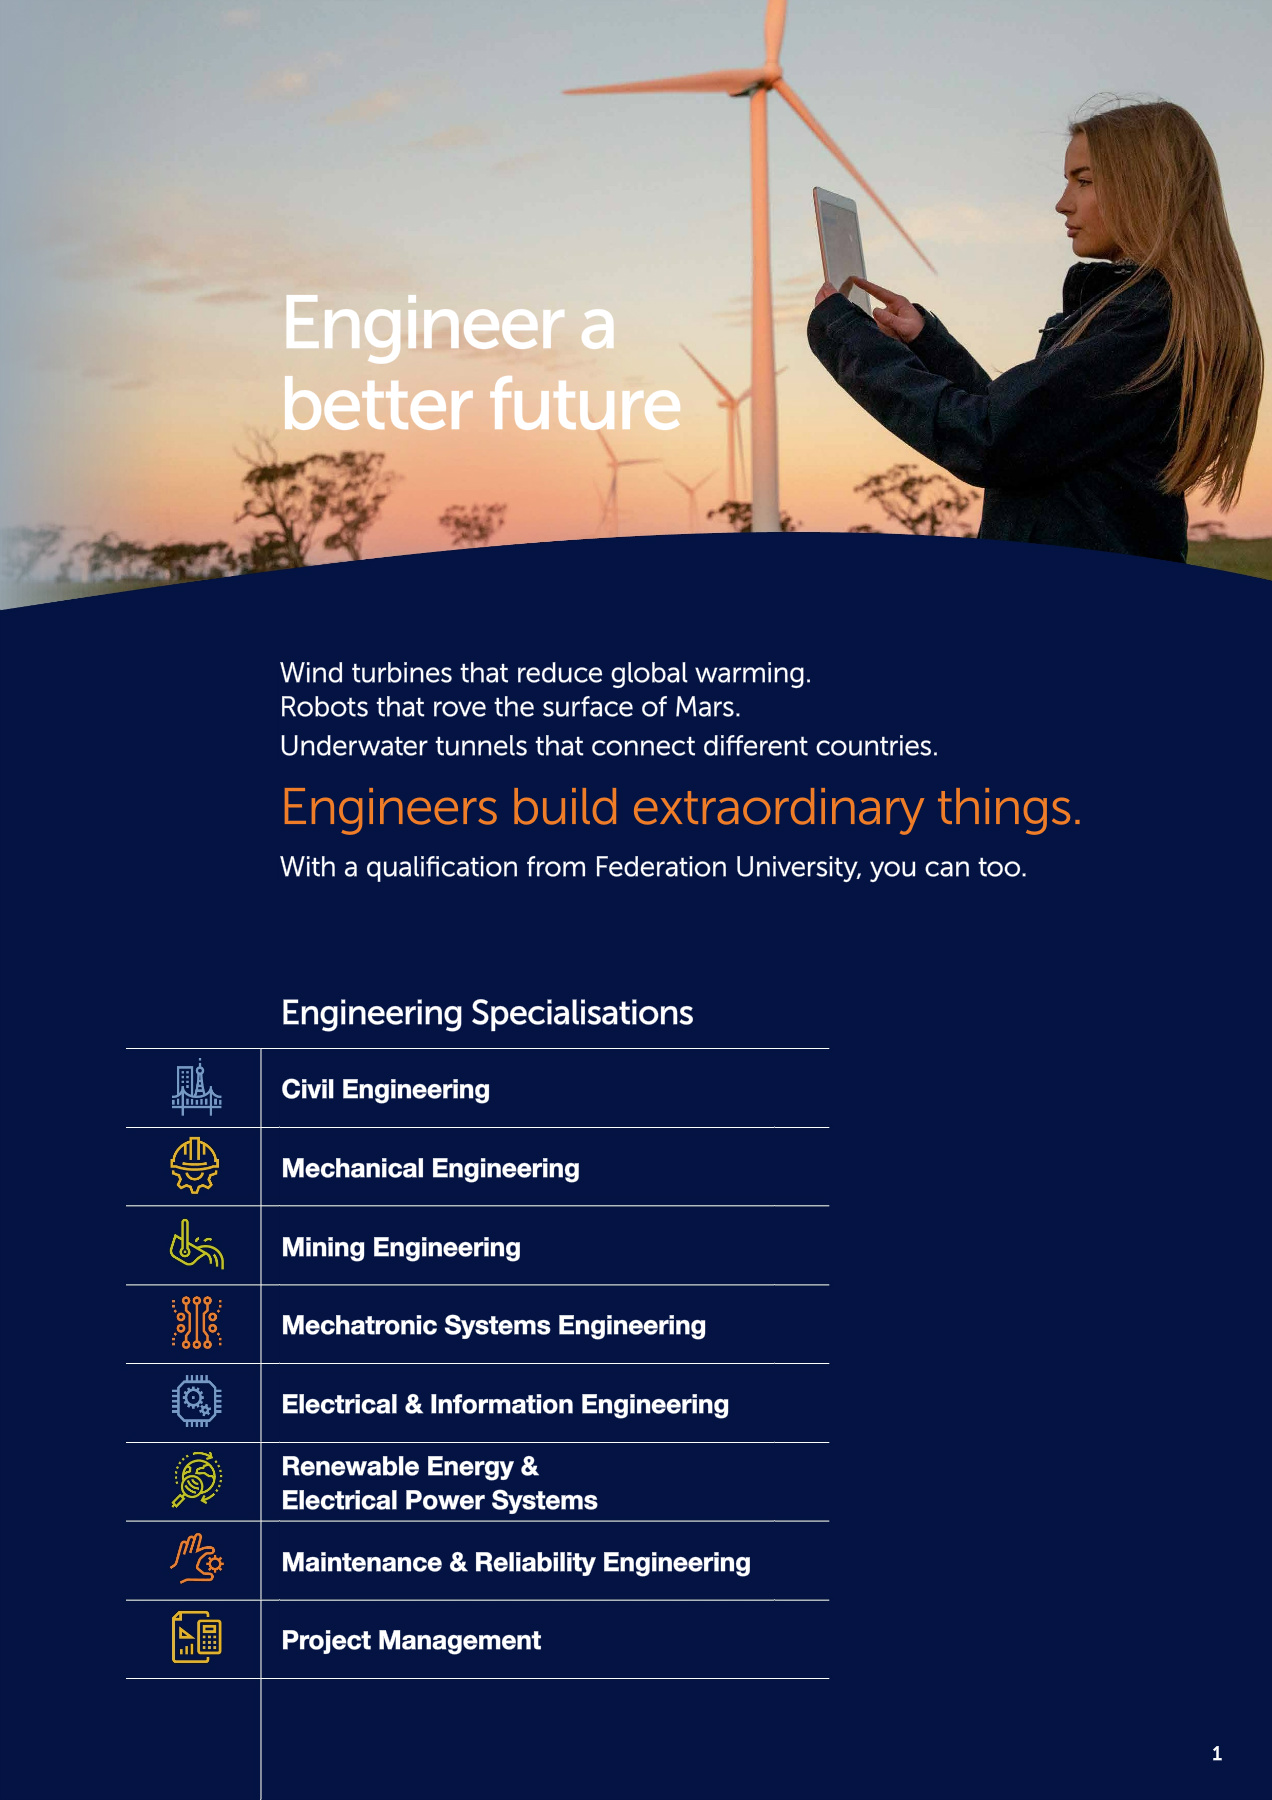 Engineer a
better future
Wind turbines that reduce global warming.
Robots that rove the surface of Mars.
Underwater tunnels that connect different countries.
Engineers build extraordinary things.
With a qualification from Federation University, you can too.
Engineering Specialisations
Civil Engineering
Mechanical Engineering
Mining Engineering
Mechatronic Systems Engineering
Electrical & Information Engineering
Renewable Energy &
Electrical Power Systems
Maintenance & Reliability Engineering
Project Management
1